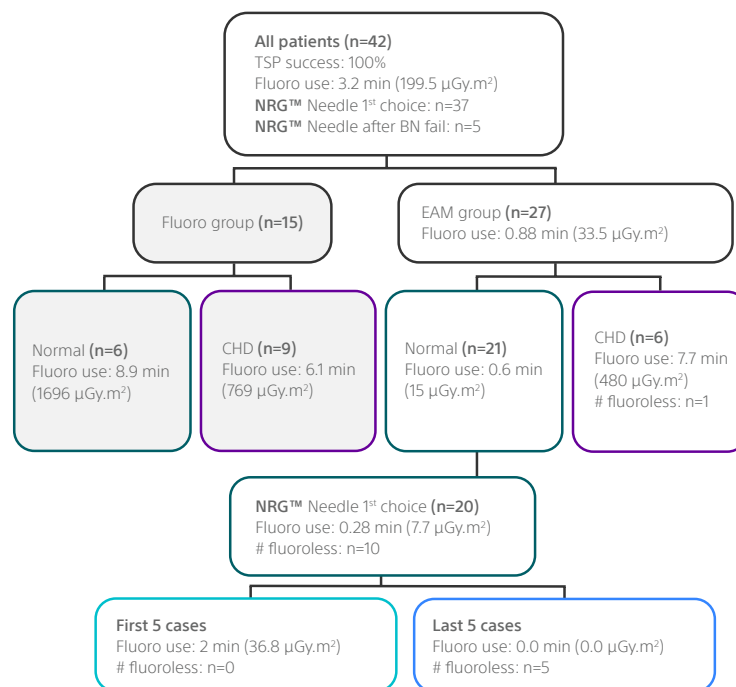 All patients (n=42)
TSP success: 100%
Fluoro use: 3.2 min (199.5 µGy.m²)
NRG™ Needle 1st choice: n=37
NRG™ Needle after BN fail: n=5
Fluoro group (n=15)
EAM group (n=27)
Fluoro use: 0.88 min (33.5 µGy.m²)
Normal (n=6)
Fluoro use: 8.9 min
(1696 µGy.m²)
CHD (n=9)
Fluoro use: 6.1 min
(769 µGy.m²)
Normal (n=21)
Fluoro use: 0.6 min
(15 µGy.m²)
CHD (n=6)
Fluoro use: 7.7 min
(480 µGy.m²)
# fluoroless: n=1
NRG™ Needle 1st choice (n=20)
Fluoro use: 0.28 min (7.7 µGy.m²)
# fluoroless: n=10
First 5 cases
Fluoro use: 2 min (36.8 µGy.m²)
# fluoroless: n=0
Last 5 cases
Fluoro use: 0.0 min (0.0 µGy.m²)
# fluoroless: n=5